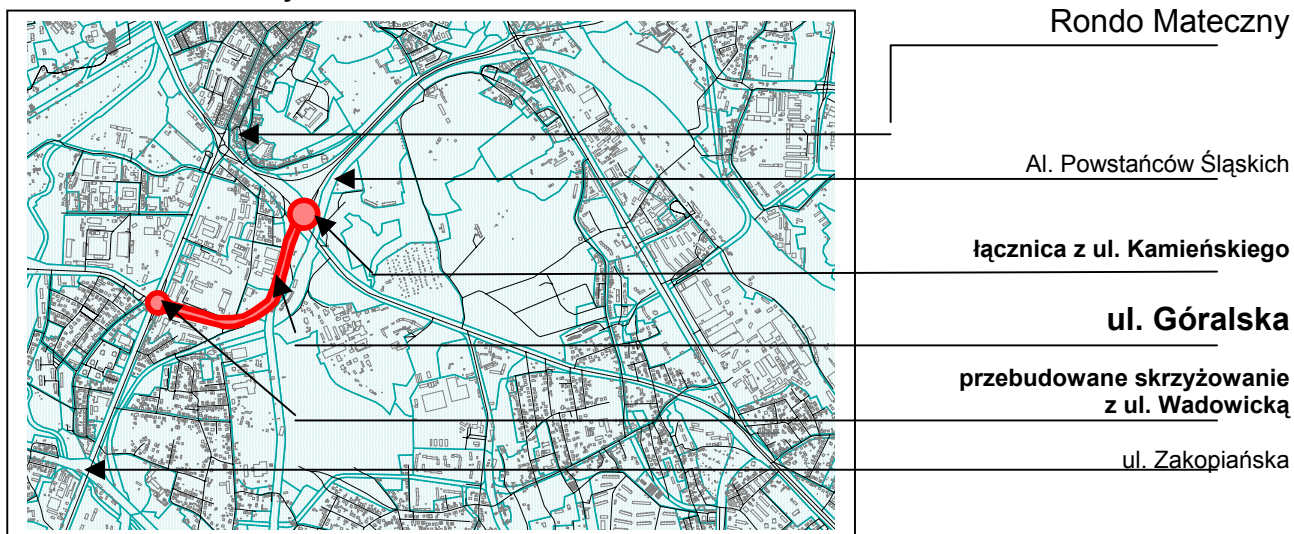 Rondo Mateczny
Al. Powstańców Śląskich
łącznica z ul. Kamieńskiego
ul. Góralska
przebudowane skrzyżowanie
z ul. Wadowicką
ul. Zakopiańska